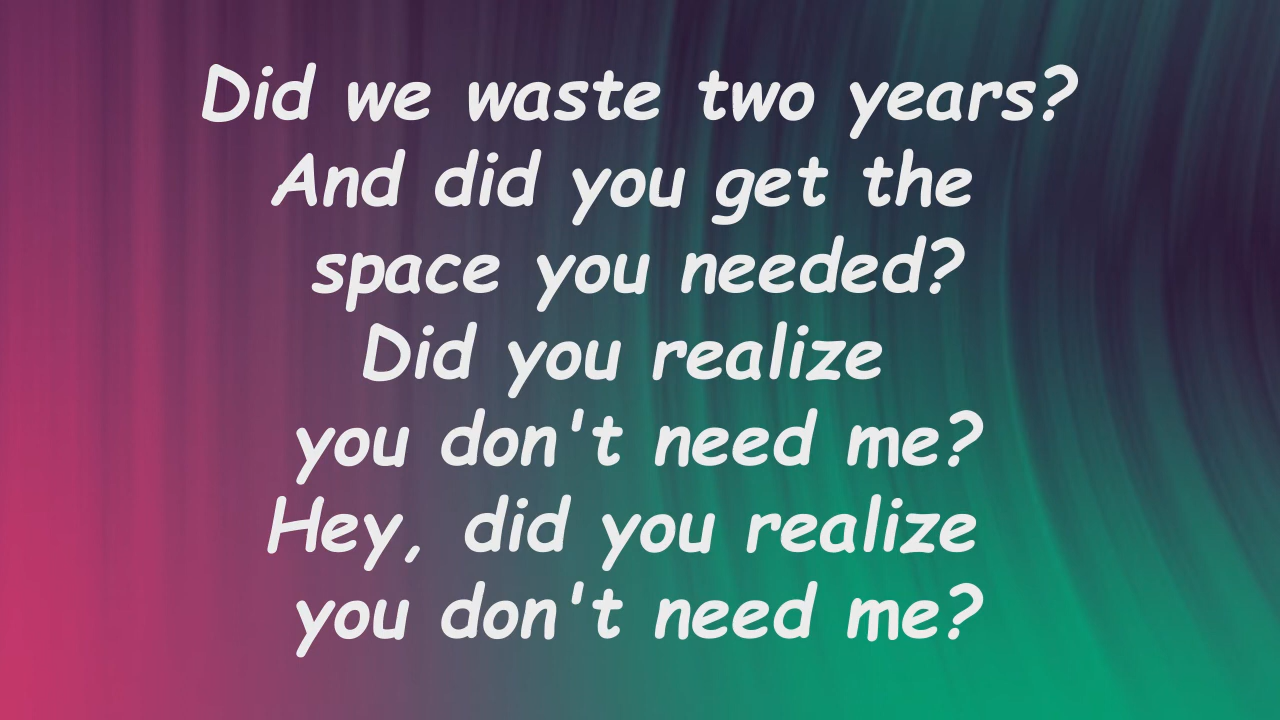 Did we waste two years?
And did you get the
space you needed?
Did you realize
you don't need me?
Hey, did you realize
you don't need me?